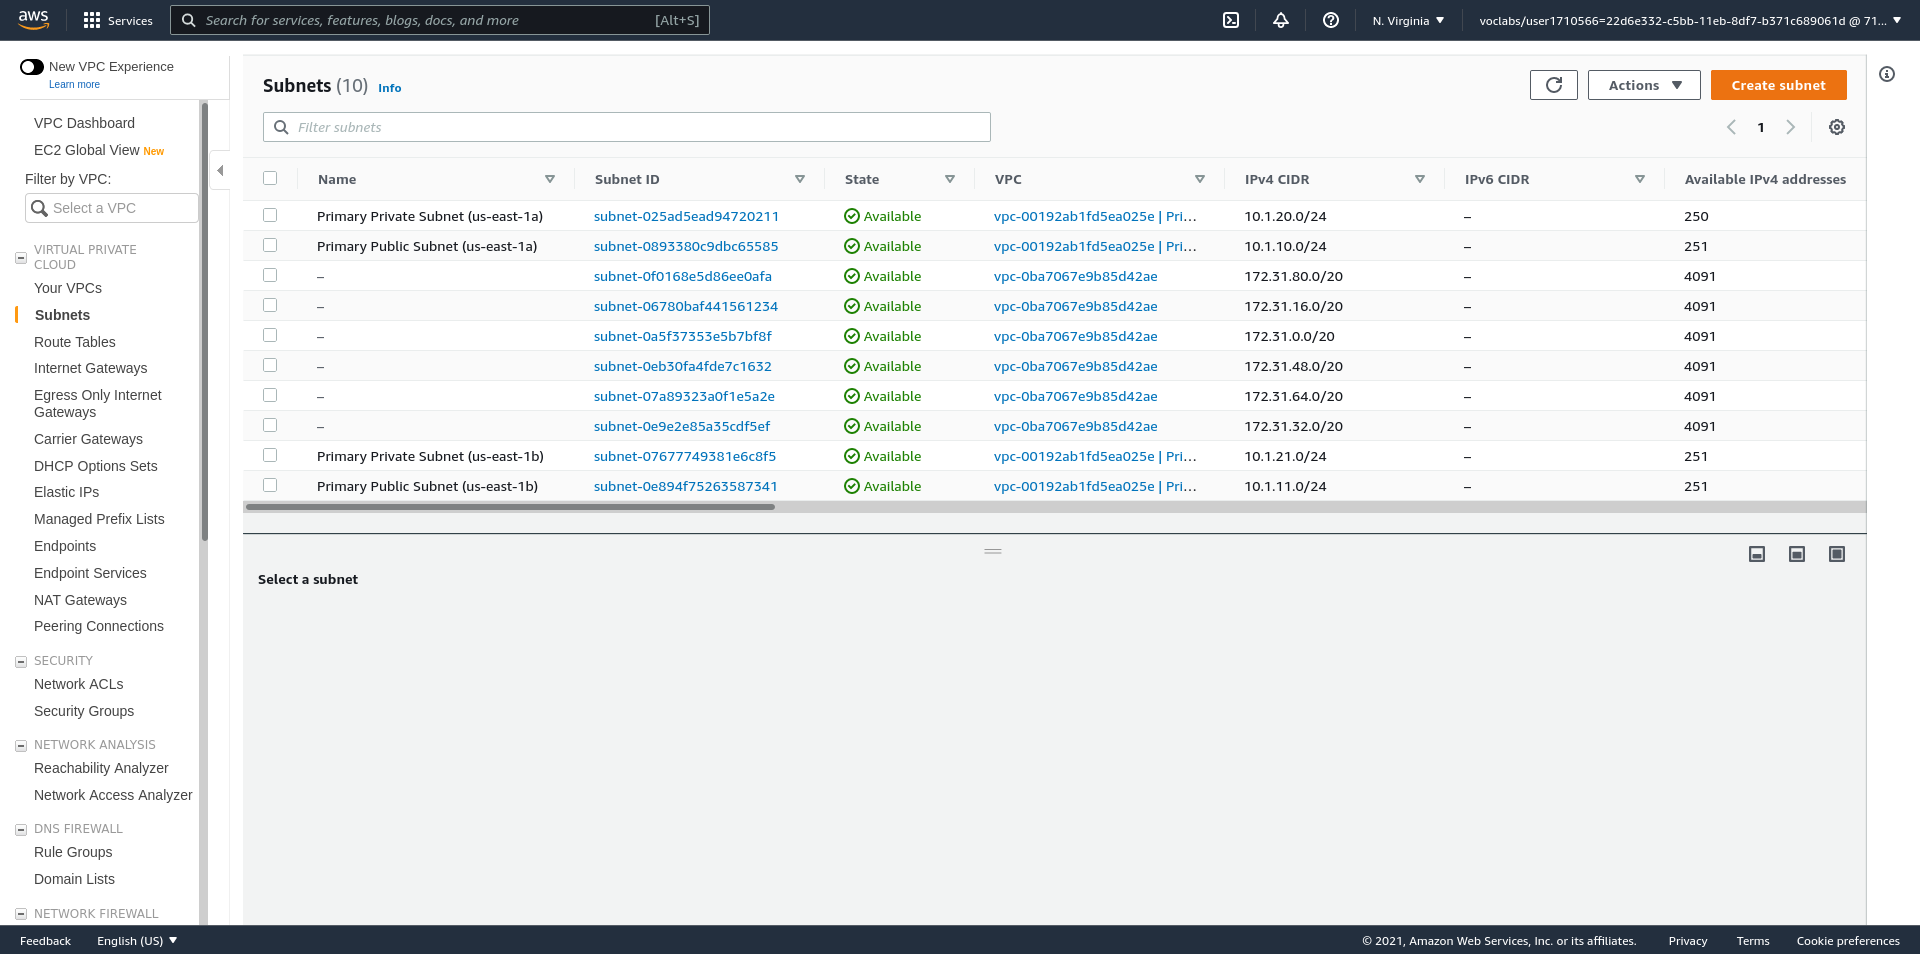 aws
Services
Search for services, features, blogs, docs, and more [Alt+S]
N. Virginia
voclabs/user1710566=22d6e332-c5bb-11eb-8df7-b371c689061d @ 71...
New VPC Experience
Learn more
VPC Dashboard
EC2 Global View New
Filter by VPC:
Select a VPC
VIRTUAL PRIVATE
CLOUD
Your VPCs
Subnets
Route Tables
Internet Gateways
Egress Only Internet
Gateways
Carrier Gateways
DHCP Options Sets
Elastic IPs
Managed Prefix Lists
Endpoints
Endpoint Services
NAT Gateways
Peering Connections
SECURITY
Network ACLs
Security Groups
NETWORK ANALYSIS
Reachability Analyzer
Network Access Analyzer
DNS FIREWALL
Rule Groups
Domain Lists
NETWORK FIREWALL
Subnets (10) Info
Actions
Create subnet
Filter subnets
1
Name Subnet ID State VPC IPv4 CIDR IPv6 CIDR Available IPv4 addresses
Primary Private Subnet (us-east-1a) subnet-025ad5ead94720211 Available vpc-00192ab1fd5ea025e | Pri... 10.1.20.0/24 – 250
Primary Public Subnet (us-east-1a) subnet-0893380c9dbc65585 Available vpc-00192ab1fd5ea025e | Pri... 10.1.10.0/24 – 251
– subnet-0f0168e5d86ee0afa Available vpc-0ba7067e9b85d42ae 172.31.80.0/20 – 4091
– subnet-06780baf441561234 Available vpc-0ba7067e9b85d42ae 172.31.16.0/20 – 4091
– subnet-0a5f37353e5b7bf8f Available vpc-0ba7067e9b85d42ae 172.31.0.0/20 – 4091
– subnet-0eb30fa4fde7c1632 Available vpc-0ba7067e9b85d42ae 172.31.48.0/20 – 4091
– subnet-07a89323a0f1e5a2e Available vpc-0ba7067e9b85d42ae 172.31.64.0/20 – 4091
– subnet-0e9e2e85a35cdf5ef Available vpc-0ba7067e9b85d42ae 172.31.32.0/20 – 4091
Primary Private Subnet (us-east-1b) subnet-07677749381e6c8f5 Available vpc-00192ab1fd5ea025e | Pri... 10.1.21.0/24 – 251
Primary Public Subnet (us-east-1b) subnet-0e894f75263587341 Available vpc-00192ab1fd5ea025e | Pri... 10.1.11.0/24 – 251
Select a subnet
Feedback English (US) © 2021, Amazon Web Services, Inc. or its affiliates. Privacy Terms Cookie preferences